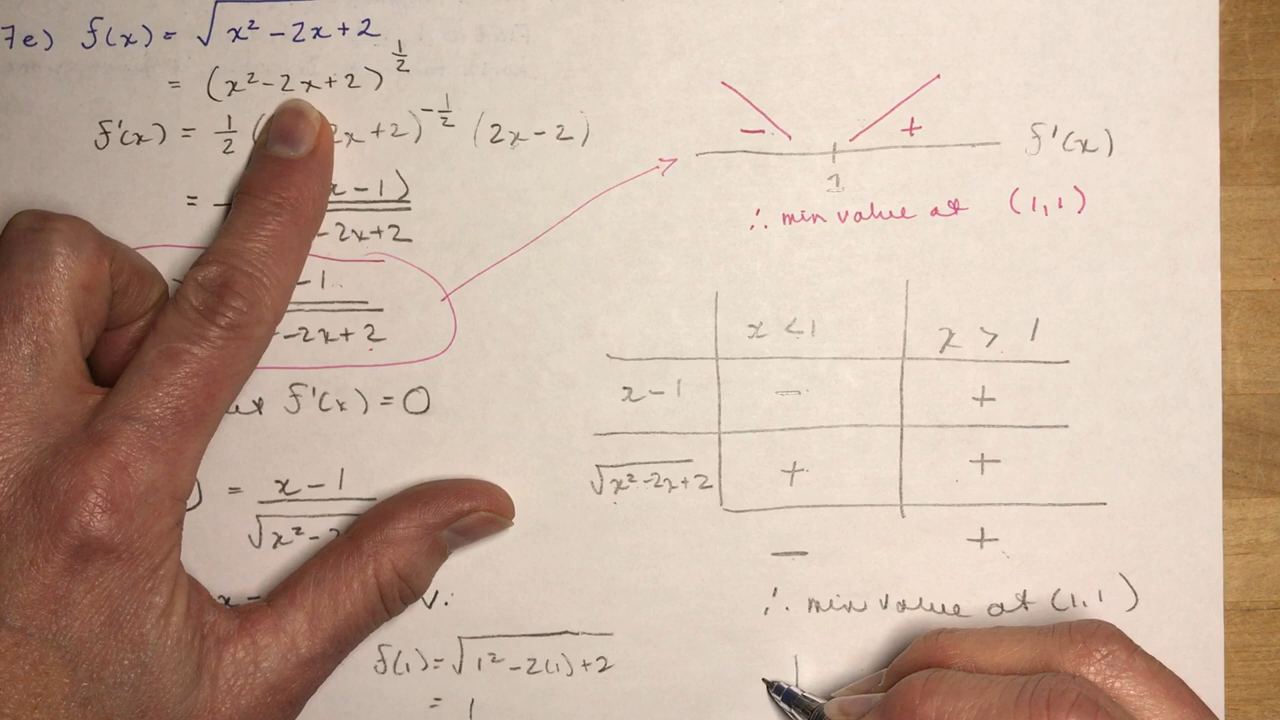 7e) f(x) = √x² - 2x + 2
= (x² - 2x + 2)^½
f'(x) = ½ ( 2x + 2)^-½ (2x - 2)
= x - 1)
- 2x + 2
- 1
- 2x + 2
f'(x) = 0
= x - 1
√x² -
f(1) = √1² - 2(1) + 2
= 1
- +
1 f'(x)
∴ min value at (1,1)
x < 1 x > 1
x - 1 - +
√x² - 2x + 2 + +
- +
∴ min value at (1,1)